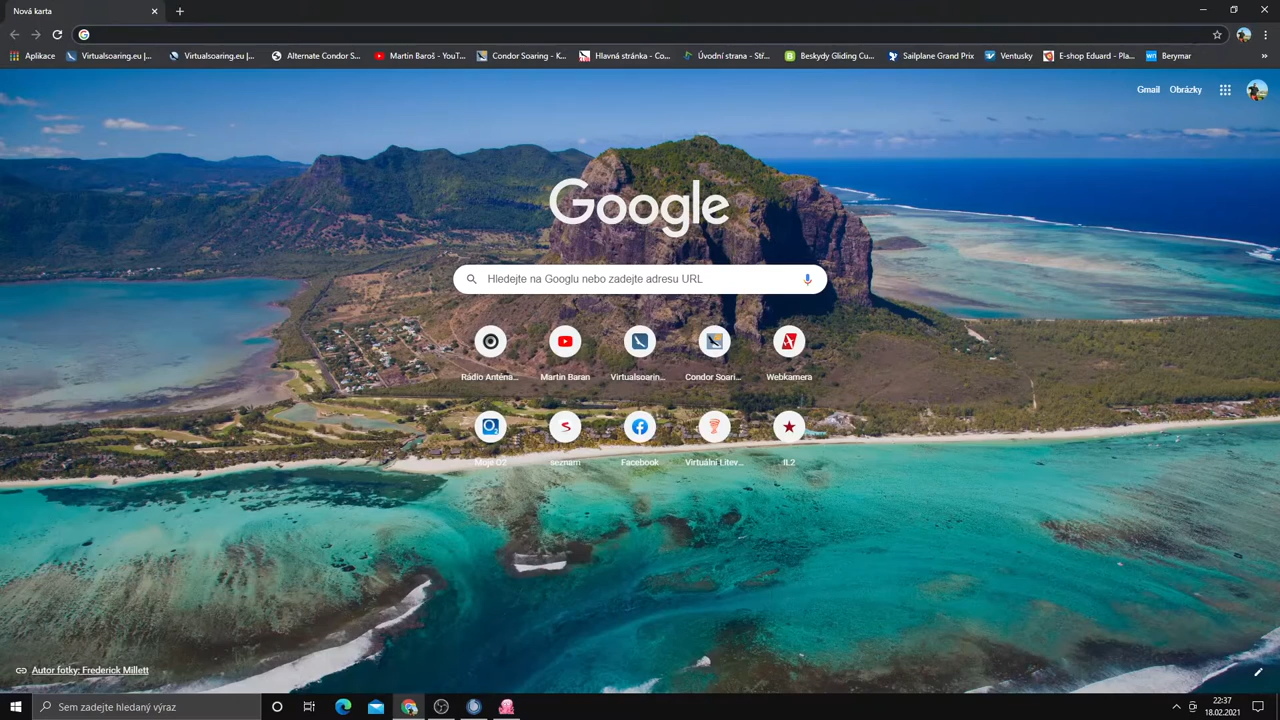 Nová karta
Aplikace
Virtualsoaring.eu |...
Virtualsoaring.eu |...
Alternate Condor S...
Martin Baroš - YouT...
Condor Soaring - K...
Hlavná stránka - Co...
Úvodní strana - Stř...
Beskydy Gliding Cu...
Sailplane Grand Prix
Ventusky
E-shop Eduard - Pla...
Berymar
»
Gmail
Obrázky
Google
Hledejte na Googlu nebo zadejte adresu URL
Rádio Anténa...
Martin Baran
Virtualsoarin...
Condor Soari...
Webkamera
Moje O2
seznam
Facebook
Virtuální Litev...
IL2
Autor fotky: Frederick Millett
Sem zadejte hledaný výraz
22:37
18.02.2021